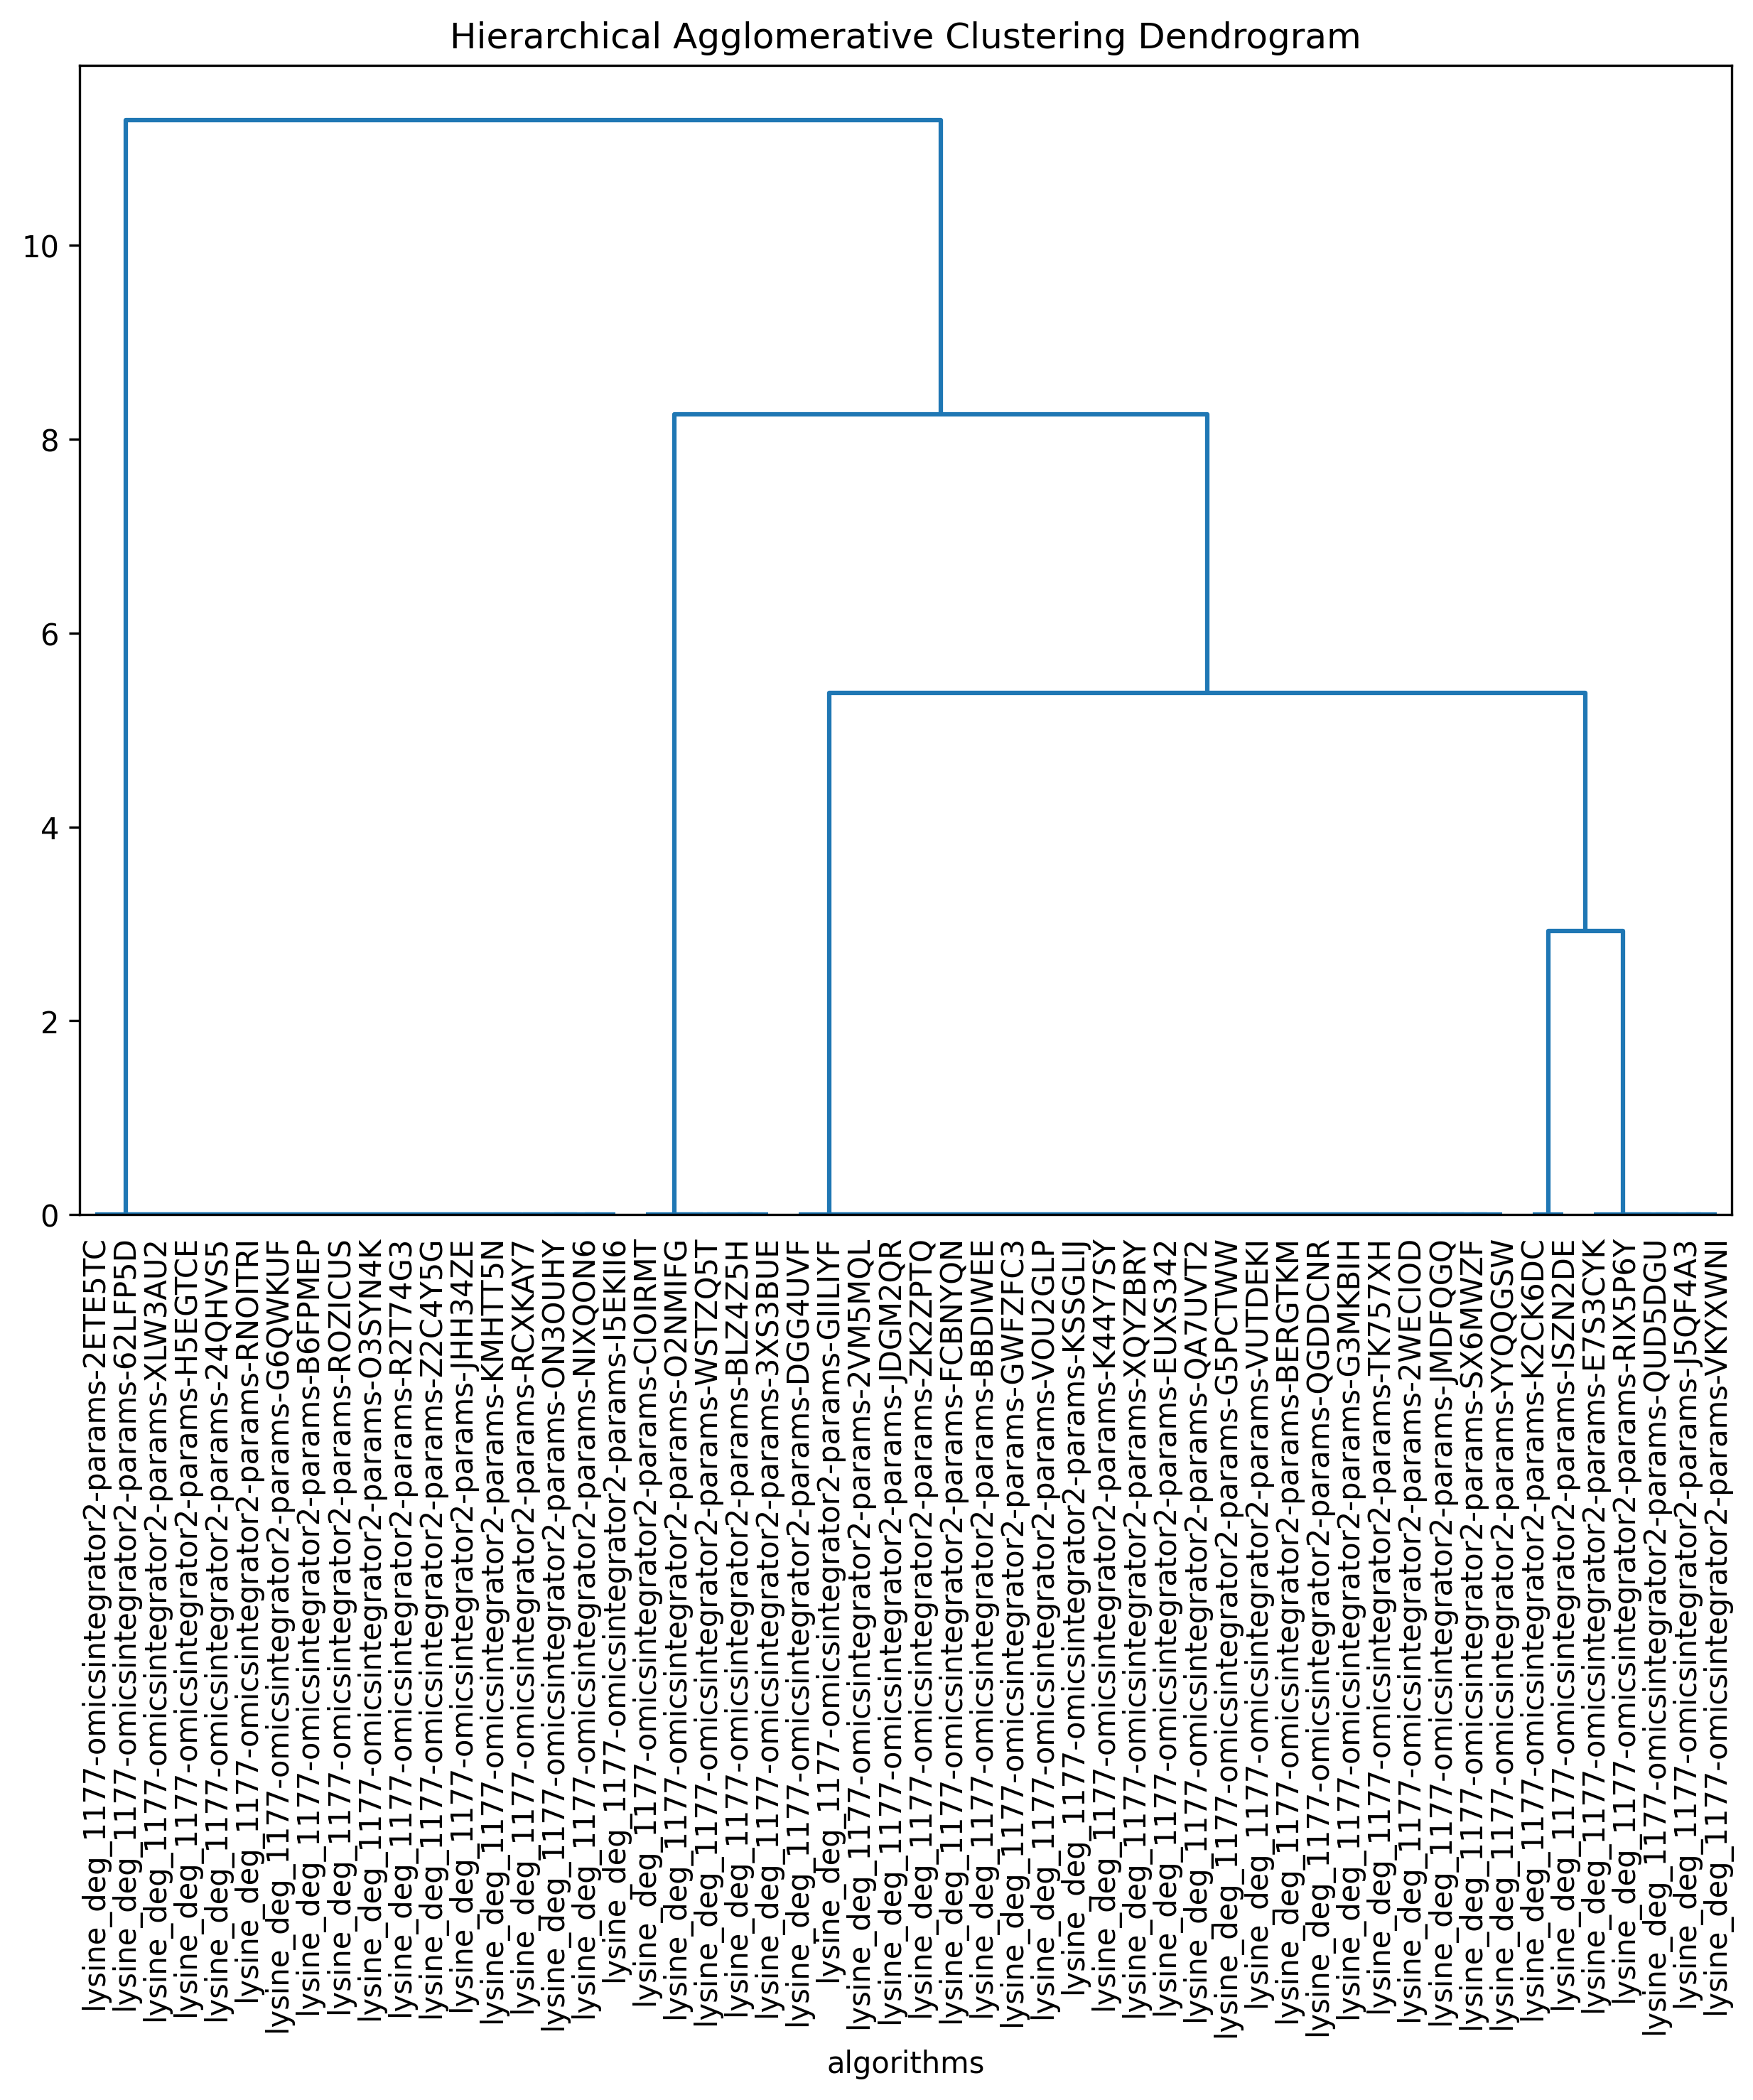 Hierarchical Agglomerative Clustering Dendrogram
10
8
6
4
2
0
lysine_deg_1177-omicsintegrator2-params-2ETE5TC
lysine_deg_1177-omicsintegrator2-params-62LFP5D
lysine_deg_1177-omicsintegrator2-params-XLW3AU2
lysine_deg_1177-omicsintegrator2-params-H5EGTCE
lysine_deg_1177-omicsintegrator2-params-24QHVS5
lysine_deg_1177-omicsintegrator2-params-RNOITRI
lysine_deg_1177-omicsintegrator2-params-G6QWKUF
lysine_deg_1177-omicsintegrator2-params-B6FPMEP
lysine_deg_1177-omicsintegrator2-params-ROZICUS
lysine_deg_1177-omicsintegrator2-params-O3SYN4K
lysine_deg_1177-omicsintegrator2-params-R2T74G3
lysine_deg_1177-omicsintegrator2-params-Z2C4Y5G
lysine_deg_1177-omicsintegrator2-params-JHH34ZE
lysine_deg_1177-omicsintegrator2-params-KMHTT5N
lysine_deg_1177-omicsintegrator2-params-RCXKAY7
lysine_deg_1177-omicsintegrator2-params-ON3OUHY
lysine_deg_1177-omicsintegrator2-params-NIXQON6
lysine_deg_1177-omicsintegrator2-params-I5EKII6
lysine_deg_1177-omicsintegrator2-params-CIOIRMT
lysine_deg_1177-omicsintegrator2-params-O2NMIFG
lysine_deg_1177-omicsintegrator2-params-WSTZQ5T
lysine_deg_1177-omicsintegrator2-params-BLZ4Z5H
lysine_deg_1177-omicsintegrator2-params-3XS3BUE
lysine_deg_1177-omicsintegrator2-params-DGG4UVF
lysine_deg_1177-omicsintegrator2-params-GIILIYF
lysine_deg_1177-omicsintegrator2-params-2VM5MQL
lysine_deg_1177-omicsintegrator2-params-JDGM2QR
lysine_deg_1177-omicsintegrator2-params-ZK2ZPTQ
lysine_deg_1177-omicsintegrator2-params-FCBNYQN
lysine_deg_1177-omicsintegrator2-params-BBDIWEE
lysine_deg_1177-omicsintegrator2-params-GWFZFC3
lysine_deg_1177-omicsintegrator2-params-VOU2GLP
lysine_deg_1177-omicsintegrator2-params-KSSGLIJ
lysine_deg_1177-omicsintegrator2-params-K44Y7SY
lysine_deg_1177-omicsintegrator2-params-XQYZBRY
lysine_deg_1177-omicsintegrator2-params-EUXS342
lysine_deg_1177-omicsintegrator2-params-QA7UVT2
lysine_deg_1177-omicsintegrator2-params-G5PCTWW
lysine_deg_1177-omicsintegrator2-params-VUTDEKI
lysine_deg_1177-omicsintegrator2-params-BERGTKM
lysine_deg_1177-omicsintegrator2-params-QGDDCNR
lysine_deg_1177-omicsintegrator2-params-G3MKBIH
lysine_deg_1177-omicsintegrator2-params-TK757XH
lysine_deg_1177-omicsintegrator2-params-2WECIOD
lysine_deg_1177-omicsintegrator2-params-JMDFQGQ
lysine_deg_1177-omicsintegrator2-params-SX6MWZF
lysine_deg_1177-omicsintegrator2-params-YYQQGSW
lysine_deg_1177-omicsintegrator2-params-K2CK6DC
lysine_deg_1177-omicsintegrator2-params-ISZN2DE
lysine_deg_1177-omicsintegrator2-params-E7S3CYK
lysine_deg_1177-omicsintegrator2-params-RIX5P6Y
lysine_deg_1177-omicsintegrator2-params-QUD5DGU
lysine_deg_1177-omicsintegrator2-params-J5QF4A3
lysine_deg_1177-omicsintegrator2-params-VKYXWNI
algorithms